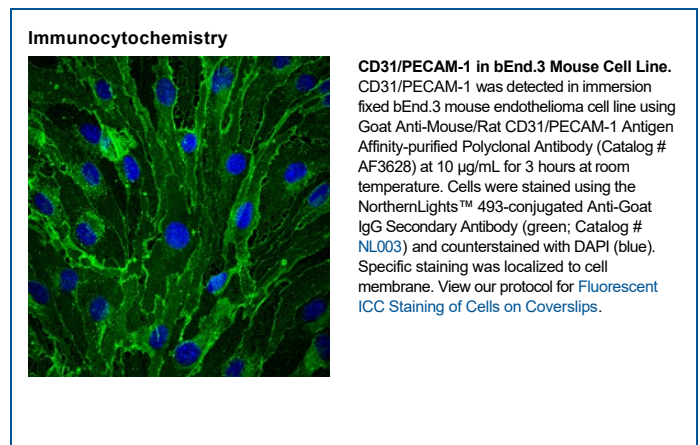 Immunocytochemistry
CD31/PECAM-1 in bEnd.3 Mouse Cell Line.
CD31/PECAM-1 was detected in immersion
fixed bEnd.3 mouse endothelioma cell line using
Goat Anti-Mouse/Rat CD31/PECAM-1 Antigen
Affinity-purified Polyclonal Antibody (Catalog #
AF3628) at 10 µg/mL for 3 hours at room
temperature. Cells were stained using the
NorthernLights™ 493-conjugated Anti-Goat
IgG Secondary Antibody (green; Catalog #
NL003) and counterstained with DAPI (blue).
Specific staining was localized to cell
membrane. View our protocol for Fluorescent
ICC Staining of Cells on Coverslips.